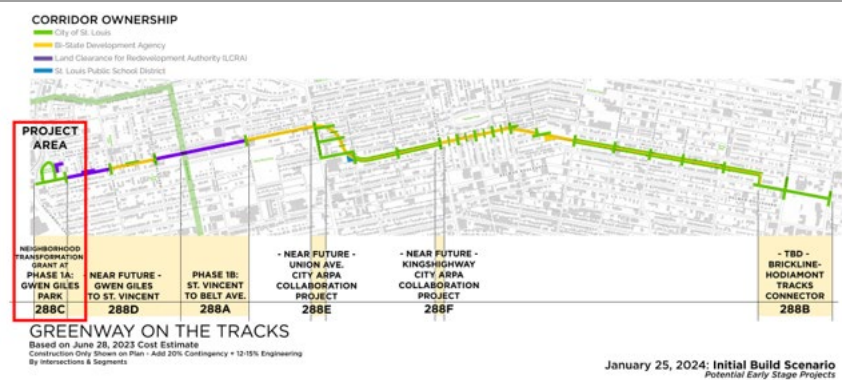 CORRIDOR OWNERSHIP
City of St. Louis
Bi-State Development Agency
Land Clearance for Redevelopment Authority (LCRA)
St. Louis Public School District
PROJECT
AREA
NEIGHBORHOOD
TRANSFORMATION
GRANT AT
PHASE 1A:
GWEN GILES
PARK
288C
- NEAR FUTURE -
GWEN GILES
TO ST. VINCENT
288D
PHASE 1B:
ST. VINCENT
TO BELT AVE.
288A
- NEAR FUTURE -
UNION AVE.
CITY ARPA
COLLABORATION
PROJECT
288E
- NEAR FUTURE -
KINGSHIGHWAY
CITY ARPA
COLLABORATION
PROJECT
288F
- TBD -
BRICKLINE-
HODIAMONT
TRACKS
CONNECTOR
288B
GREENWAY ON THE TRACKS
Based on June 28, 2023 Cost Estimate
Construction Only Shown on Plan - Add 20% Contingency + 12-15% Engineering
By Intersections & Segments
January 25, 2024: Initial Build Scenario
Potential Early Stage Projects